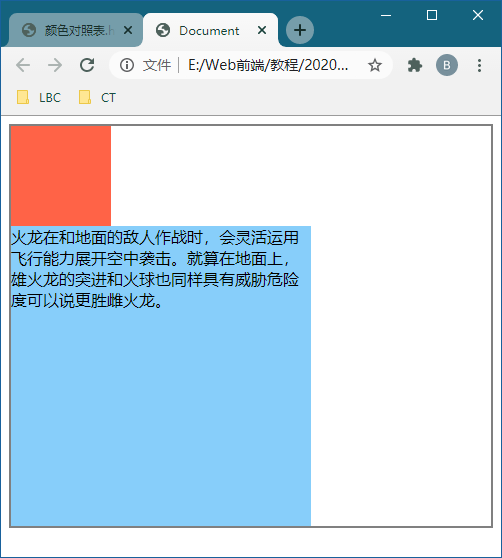 颜色对照表.h
Document
文件
E:/Web前端/教程/2020...
B
LBC
CT
火龙在和地面的敌人作战时，会灵活运用
飞行能力展开空中袭击。就算在地面上，
雄火龙的突进和火球也同样具有威胁危险
度可以说更胜雌火龙。